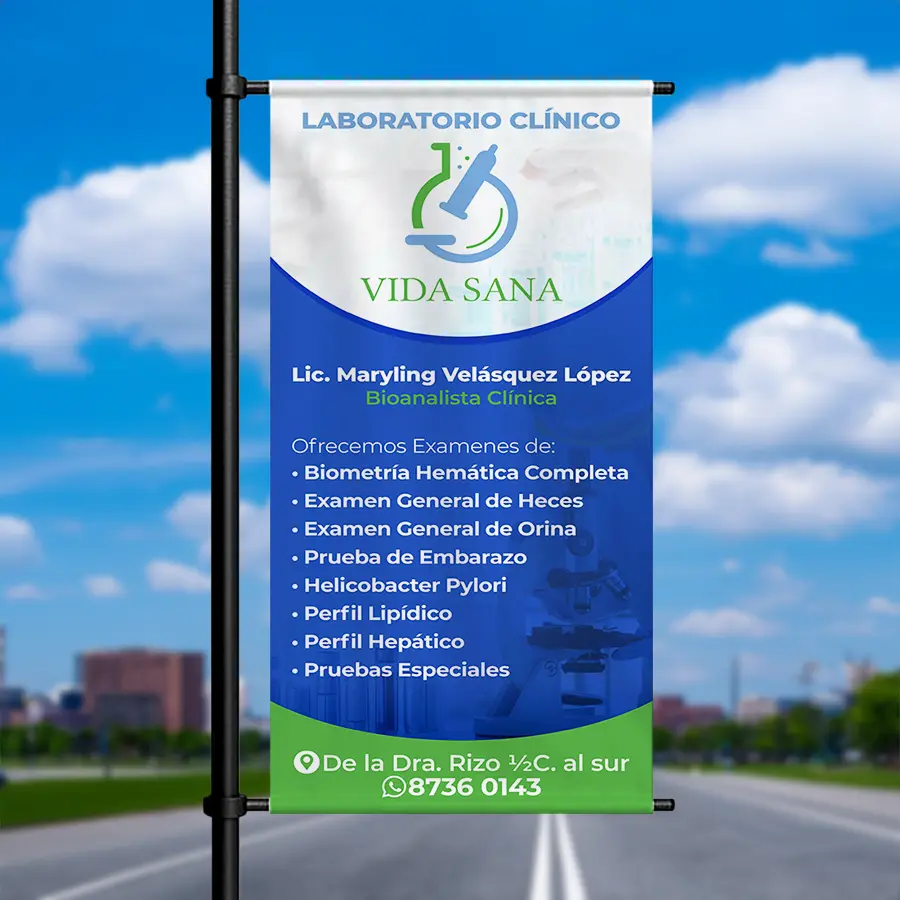 LABORATORIO CLÍNICO
VIDA SANA
Lic. Maryling Velásquez López
Bioanalista Clínica
Ofrecemos Examenes de:
• Biometría Hemática Completa
• Examen General de Heces
• Examen General de Orina
• Prueba de Embarazo
• Helicobacter Pylori
• Perfil Lipídico
• Perfil Hepático
• Pruebas Especiales
De la Dra. Rizo ½C. al sur
8736 0143